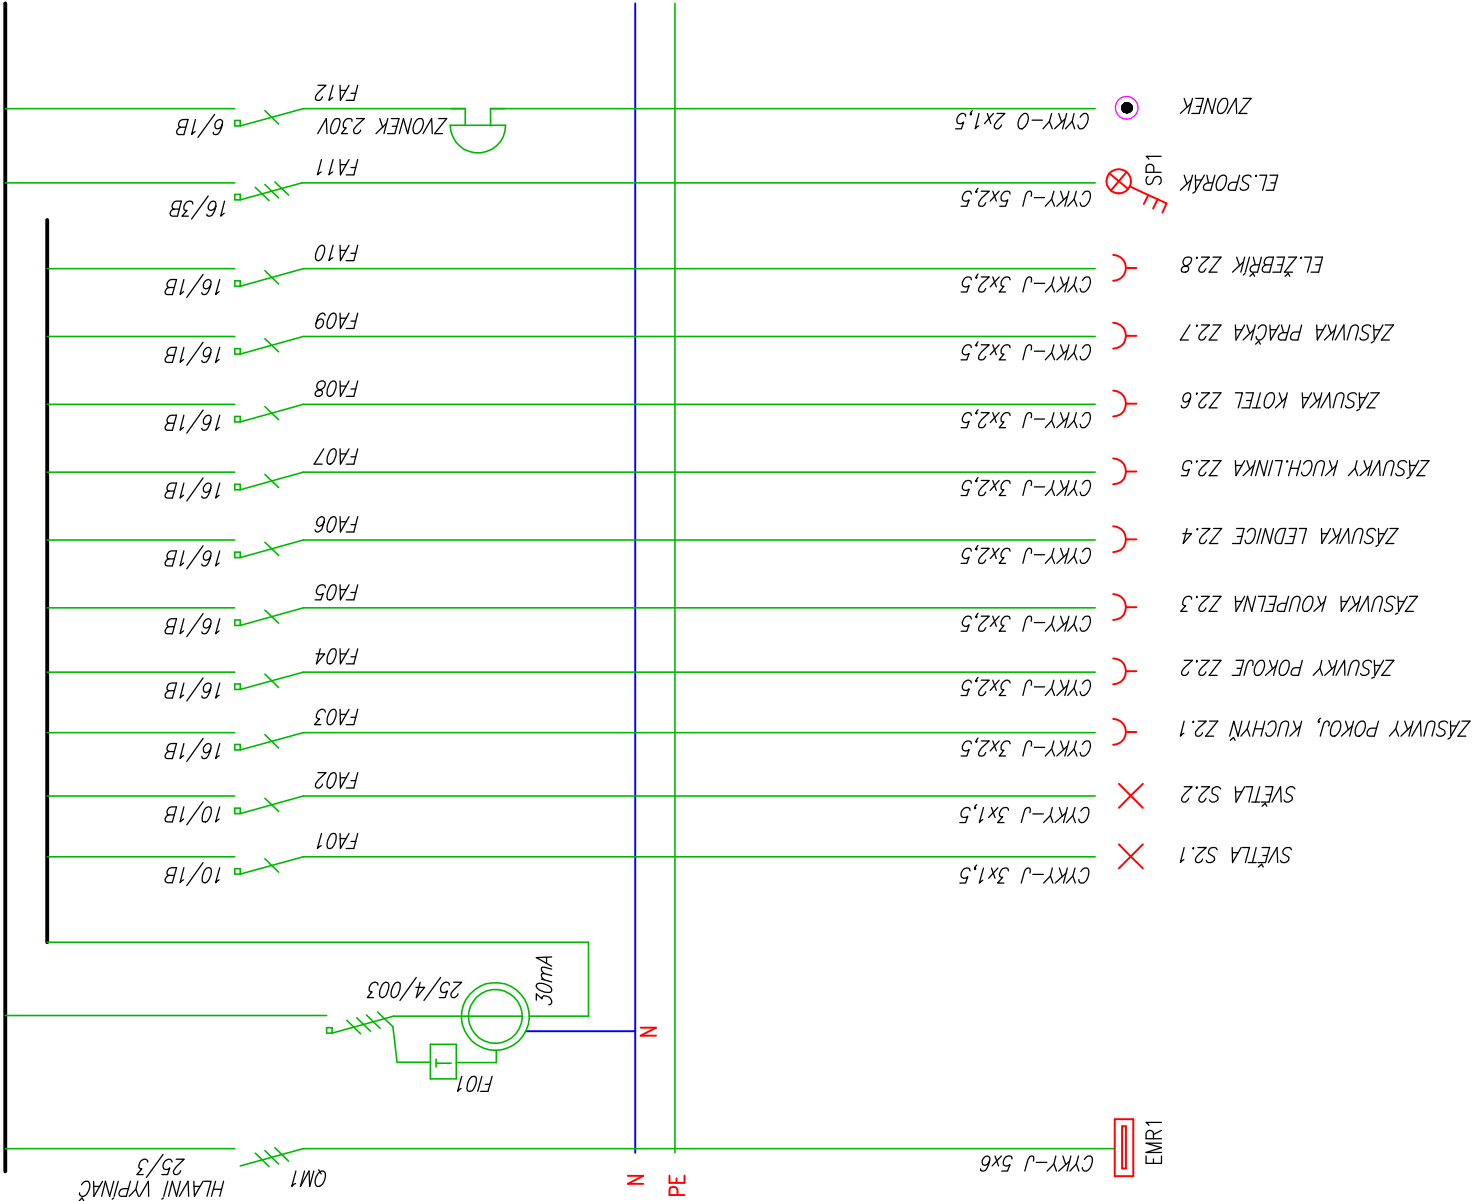 FA12
6/1B
ZVONEK 230V
CYKY-O 2x1,5
ZVONEK
FA11
16/3B
CYKY-J 5x2,5
SP1
EL.SPORÁK
FA10
16/1B
CYKY-J 3x2,5
EL.ŽEBŘÍK Z2.8
FA09
16/1B
CYKY-J 3x2,5
ZÁSUVKA PRAČKA Z2.7
FA08
16/1B
CYKY-J 3x2,5
ZÁSUVKA KOTEL Z2.6
FA07
16/1B
CYKY-J 3x2,5
ZÁSUVKY KUCH.LINKA Z2.5
FA06
16/1B
CYKY-J 3x2,5
ZÁSUVKA LEDNICE Z2.4
FA05
16/1B
CYKY-J 3x2,5
ZÁSUVKA KOUPELNA Z2.3
FA04
16/1B
CYKY-J 3x2,5
ZÁSUVKY POKOJE Z2.2
FA03
16/1B
CYKY-J 3x2,5
ZÁSUVKY POKOJ, KUCHYŇ Z2.1
FA02
10/1B
CYKY-J 3x1,5
SVĚTLA S2.2
FA01
10/1B
CYKY-J 3x1,5
SVĚTLA S2.1
25/4/003
30mA
N
T
FI01
HLAVNÍ VYPÍNAČ
25/3
QM1
N
PE
CYKY-J 5x6
EMR1